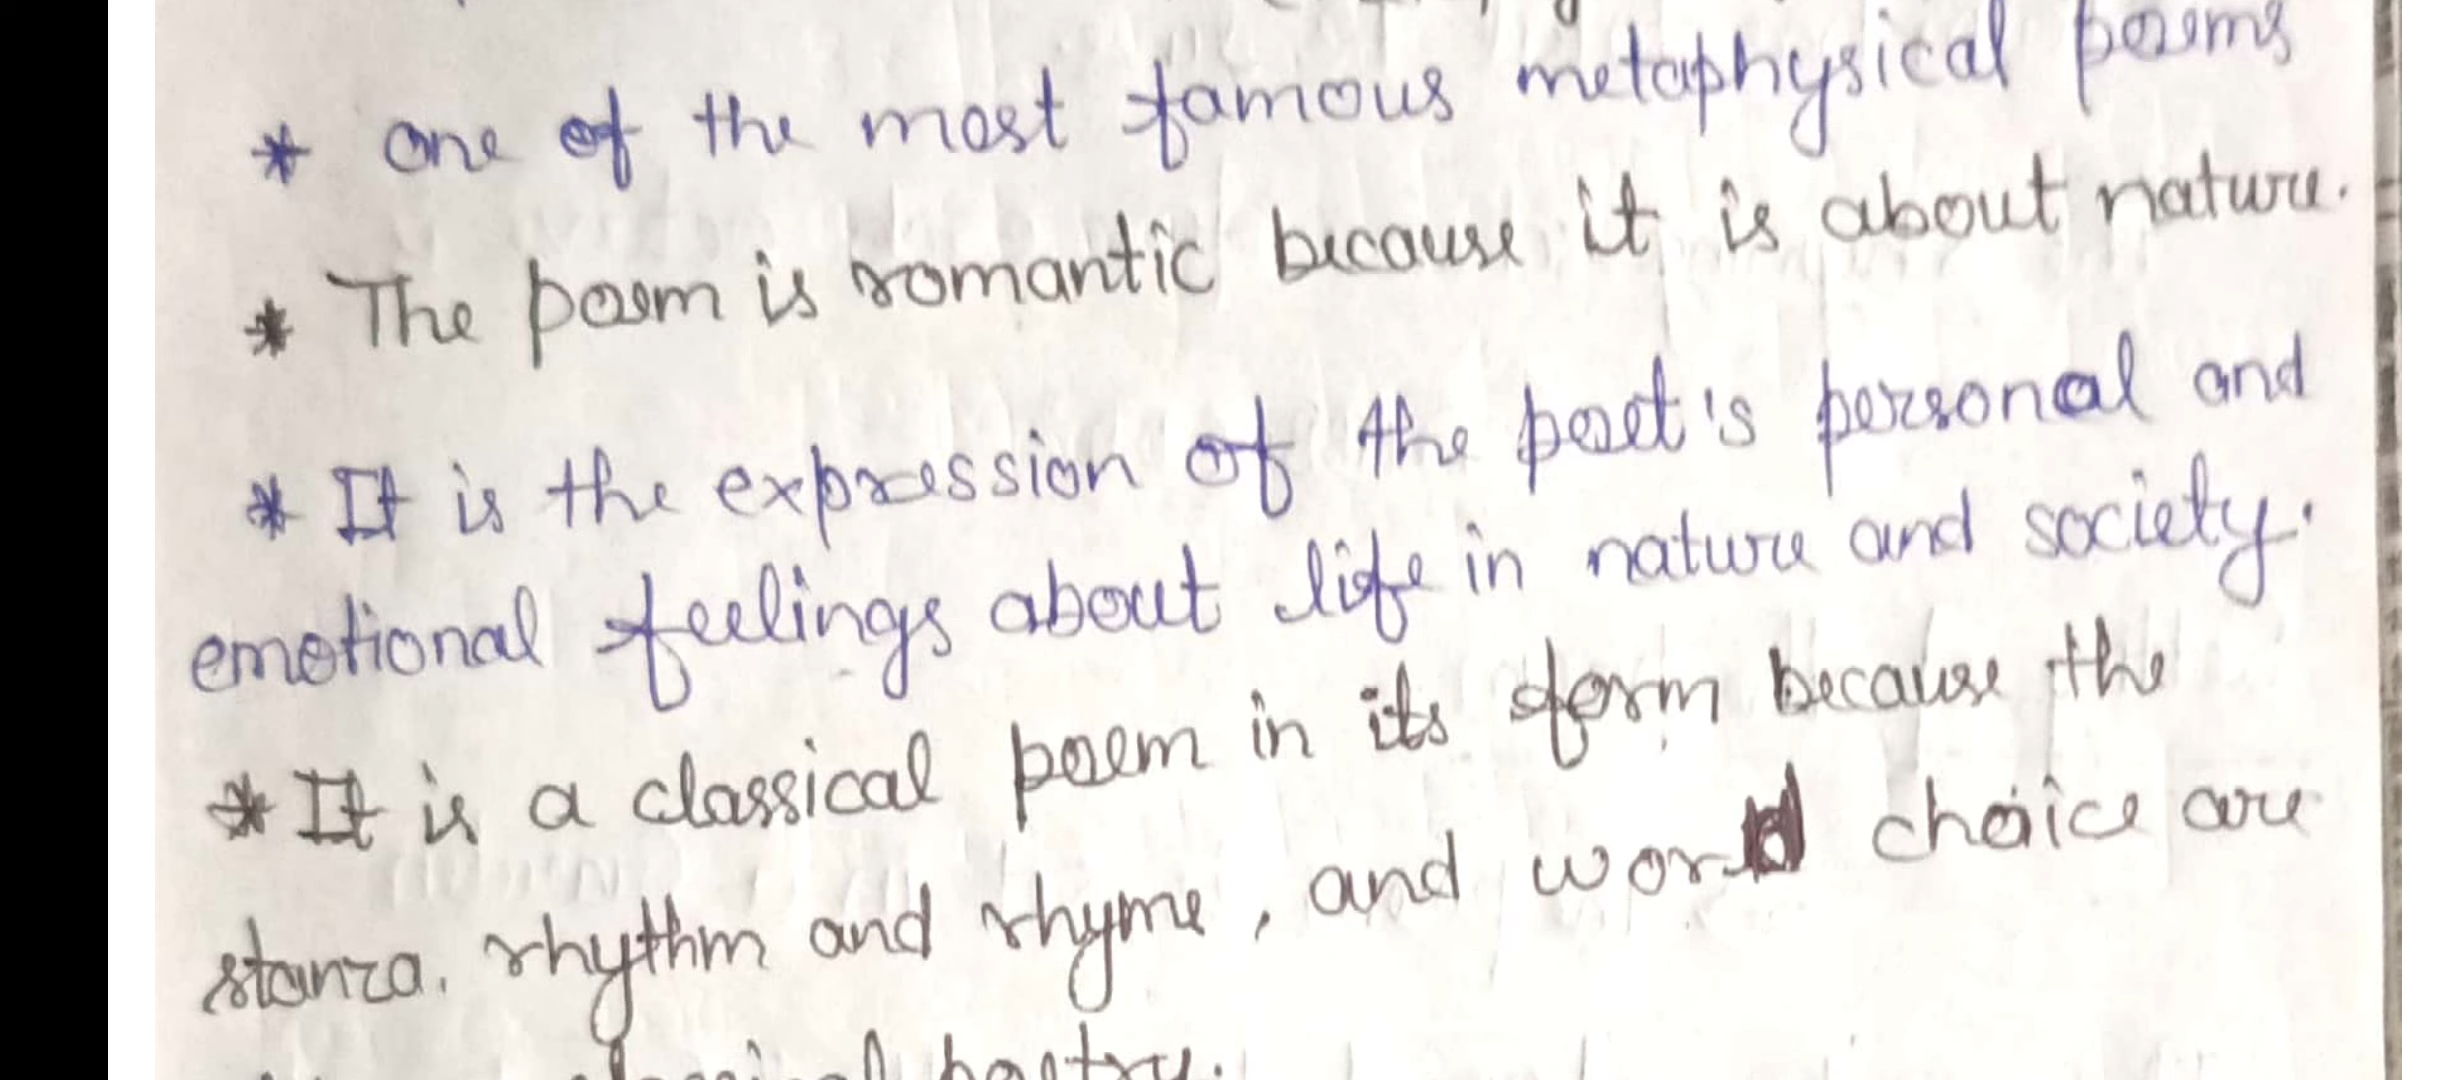 * one of the most famous metaphysical poems
* The poem is romantic because it is about nature.
* It is the expression of the poet's personal and
emotional feelings about life in nature and society.
* It is a classical poem in its form because the
stanza, rhythm and rhyme, and word choice are
classical poetry.